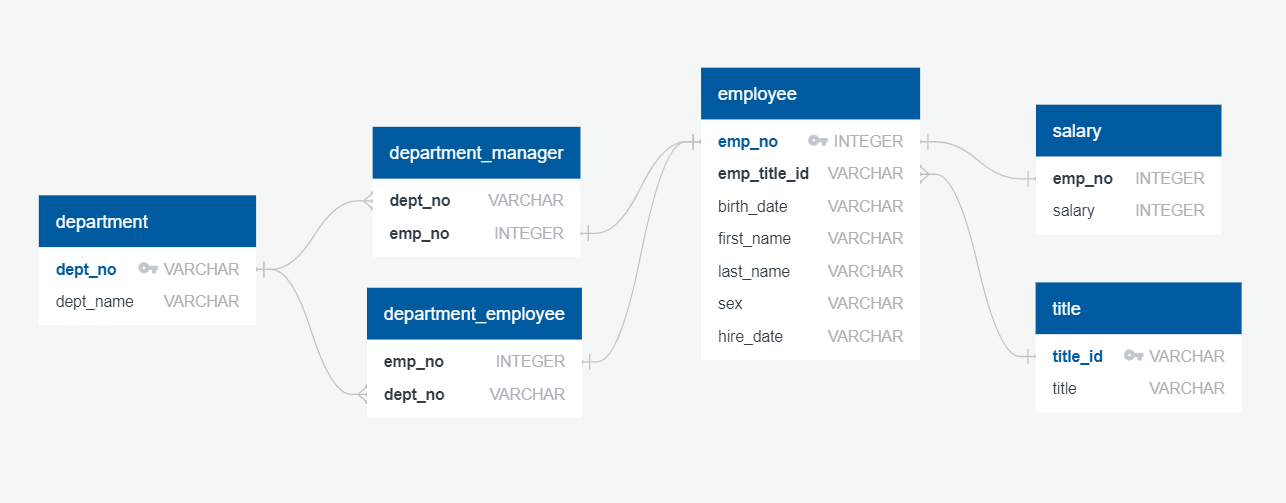 department
dept_no VARCHAR
dept_name VARCHAR
department_manager
dept_no VARCHAR
emp_no INTEGER
department_employee
emp_no INTEGER
dept_no VARCHAR
employee
emp_no INTEGER
emp_title_id VARCHAR
birth_date VARCHAR
first_name VARCHAR
last_name VARCHAR
sex VARCHAR
hire_date VARCHAR
salary
emp_no INTEGER
salary INTEGER
title
title_id VARCHAR
title VARCHAR